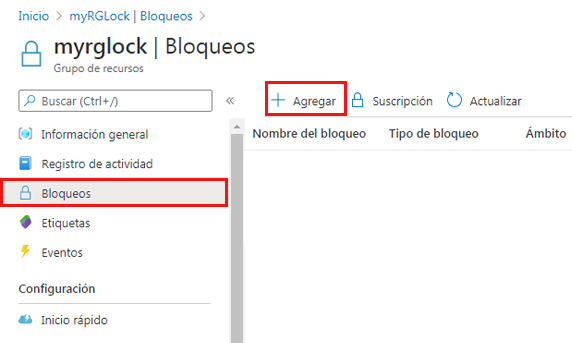 Inicio > myRGLock | Bloqueos >
myrglock | Bloqueos
Grupo de recursos
Buscar (Ctrl+/) «
Agregar Suscripción Actualizar
Nombre del bloqueo Tipo de bloqueo Ámbito
Información general
Registro de actividad
Bloqueos
Etiquetas
Eventos
Configuración
Inicio rápido